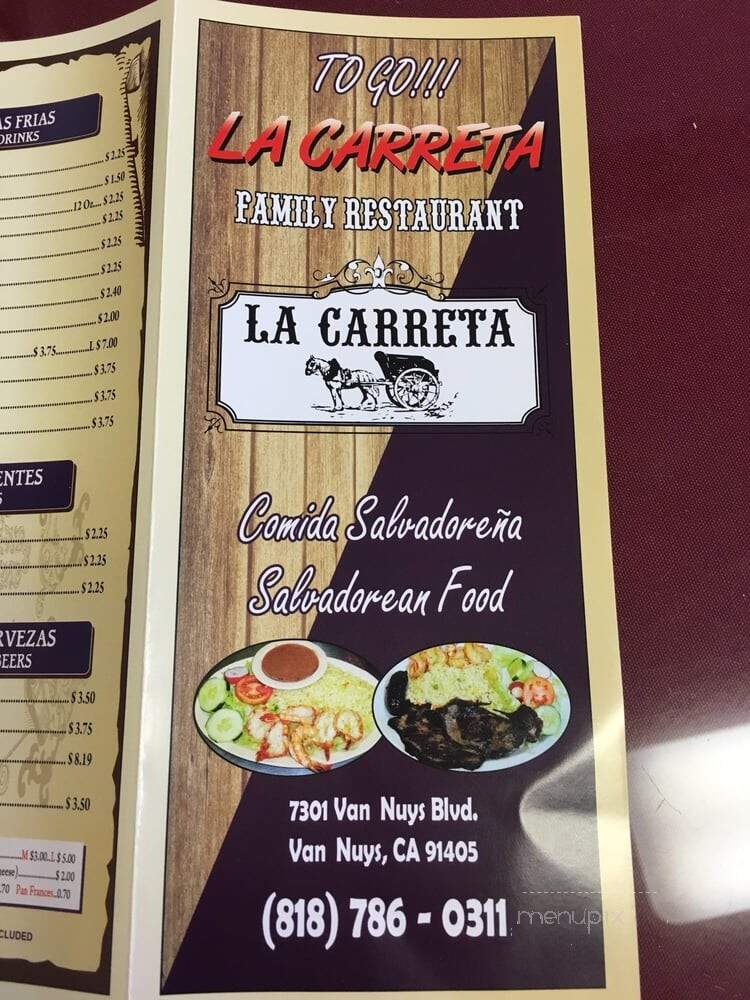 AS FRIAS
DRINKS
$ 2.25
$ 1.50
12 Oz.... $ 2.25
$ 2.25
$ 2.25
$ 2.25
$ 2.40
$ 2.00
$ 3.75............L $ 7.00
$ 3.75
$ 3.75
$ 3.75
ENTES
S
$ 2.25
$ 2.25
$ 2.25
RVEZAS
BEERS
$ 3.50
$ 3.75
$ 8.19
$ 3.50
M $3.00..L $ 5.00
heese)............$ 2.00
.70 Pan Frances..0.70
CLUDED
TO GO!!!
LA CARRETA
FAMILY RESTAURANT
LA CARRETA
Comida Salvadoreña
Salvadorean Food
7301 Van Nuys Blvd.
Van Nuys, CA 91405
(818) 786 - 0311
menupix